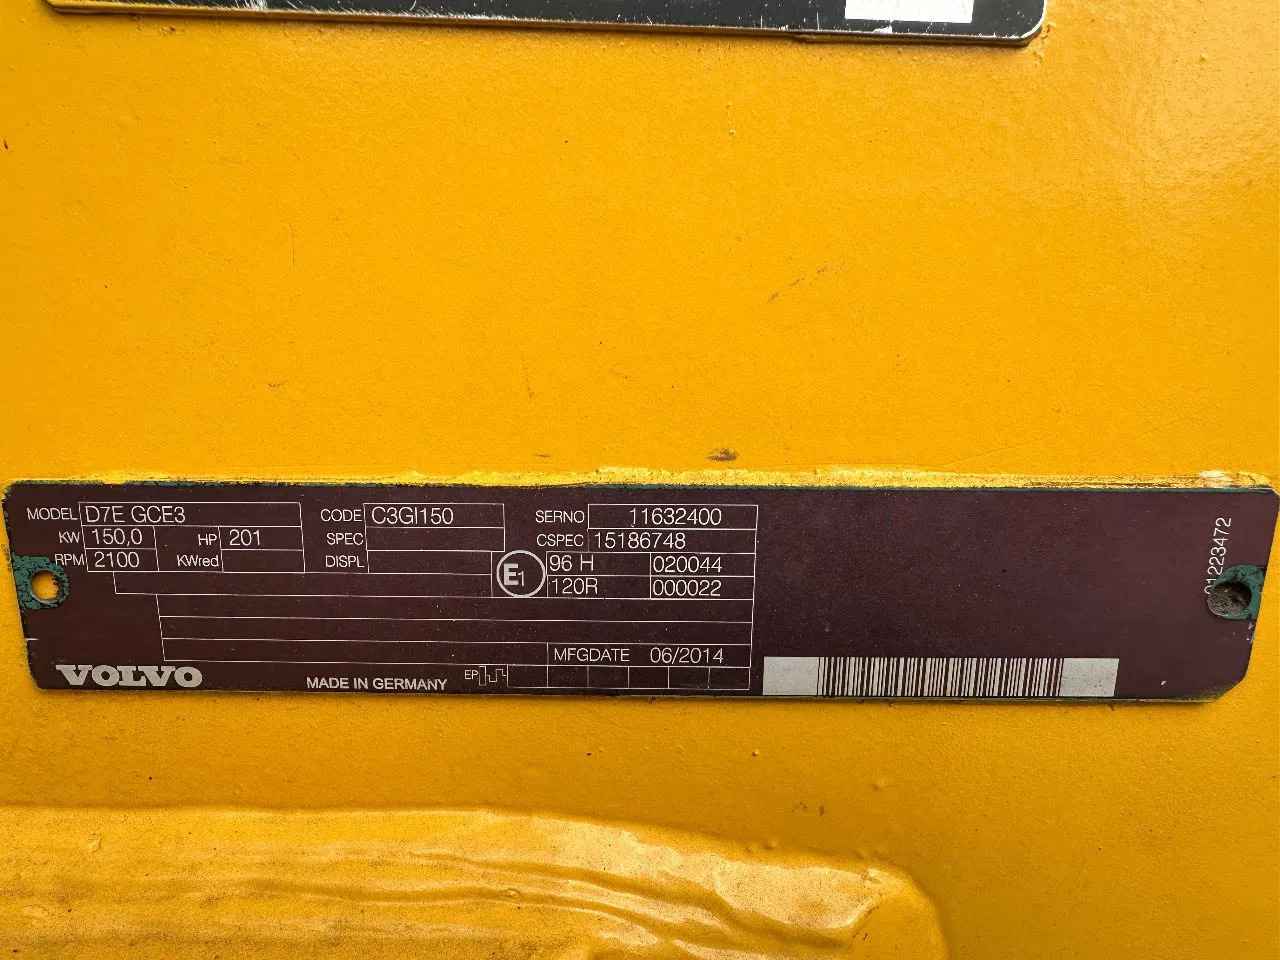 MODEL D7E GCE3 CODE C3GI150 SERNO 11632400
KW 150,0 HP 201 SPEC CSPEC 15186748
RPM 2100 KWred DISPL E1 96 H 020044
120R 000022
MFGDATE 06/2014
VOLVO MADE IN GERMANY EP
01223472